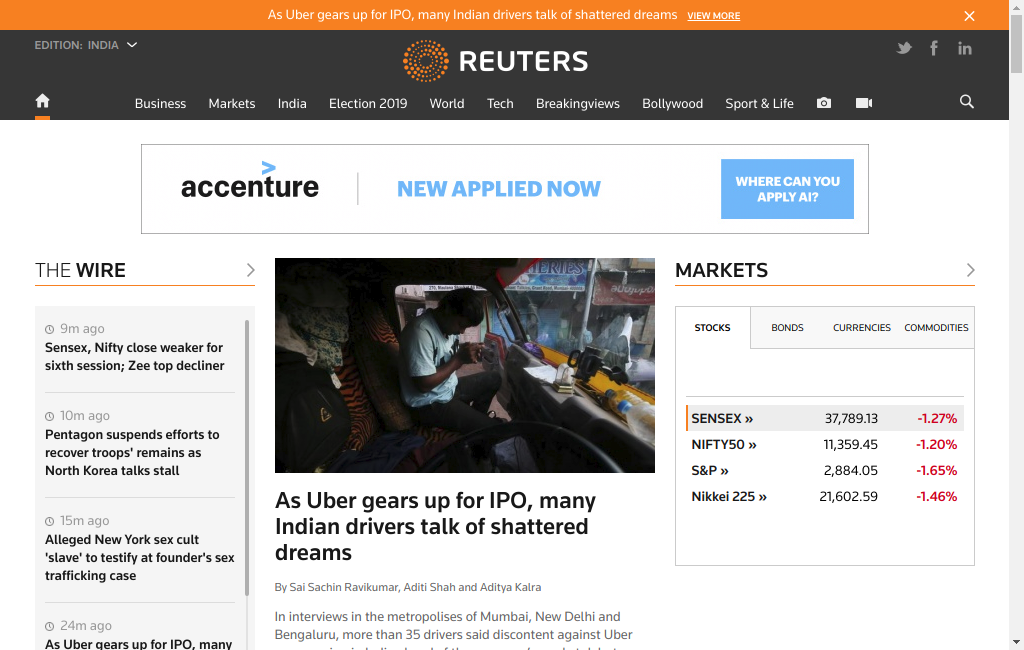 As Uber gears up for IPO, many Indian drivers talk of shattered dreams VIEW MORE
EDITION: INDIA
REUTERS
Business Markets India Election 2019 World Tech Breakingviews Bollywood Sport & Life
accenture
NEW APPLIED NOW
WHERE CAN YOU
APPLY AI?
THE WIRE
9m ago
Sensex, Nifty close weaker for
sixth session; Zee top decliner
10m ago
Pentagon suspends efforts to
recover troops' remains as
North Korea talks stall
15m ago
Alleged New York sex cult
'slave' to testify at founder's sex
trafficking case
24m ago
As Uber gears up for IPO, many
As Uber gears up for IPO, many
Indian drivers talk of shattered
dreams
By Sai Sachin Ravikumar, Aditi Shah and Aditya Kalra
In interviews in the metropolises of Mumbai, New Delhi and
Bengaluru, more than 35 drivers said discontent against Uber
MARKETS
STOCKS BONDS CURRENCIES COMMODITIES
SENSEX » 37,789.13 -1.27%
NIFTY50 » 11,359.45 -1.20%
S&P » 2,884.05 -1.65%
Nikkei 225 » 21,602.59 -1.46%